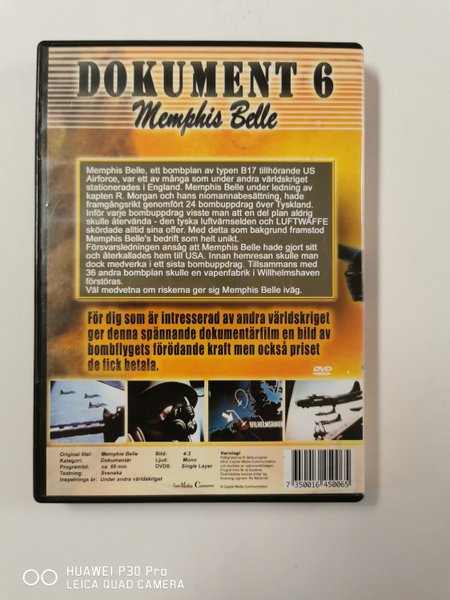 DOKUMENT 6
Memphis Belle
Memphis Belle, ett bombplan av typen B17 tillhörande US
Airforce, var ett av många som under andra världskriget
stationerades i England. Memphis Belle under ledning av
kapten R. Morgan och hans niomannabesättning, hade
framgångsrikt genomfört 24 bombuppdrag över Tyskland.
Inför varje bombuppdrag visste man att en del plan aldrig
skulle återvända - den tyska luftvärnselden och LUFTWAFFE
skördade alltid sina offer. Med detta som bakgrund framstod
Memphis Belle's bedrift som helt unikt.
Försvarsledningen ansåg att Memphis Belle hade gjort sitt
och återkallades hem till USA. Innan hemresan skulle man
dock medverka i ett sista bombuppdrag. Tillsammans med
36 andra bombplan skulle en vapenfabrik i Willhelmshaven
förstöras.
Väl medvetna om riskerna ger sig Memphis Belle iväg.
För dig som är intresserad av andra världskriget
ger denna spännande dokumentärfilm en bild av
bombflygets förödande kraft men också priset
de fick betala.
DVD
WILHELMSHAVEN
Original titel: Memphis Belle
Kategori: Dokumentär
Programtid: ca. 55 min
Textning: Svenska
Inspelnings år: Under andra världskriget
Bild: 4:3
Ljud: Mono
DVD5: Single Layer
Varning!
© Capital Media Communication
7 350016 450065
HUAWEI P30 Pro
LEICA QUAD CAMERA